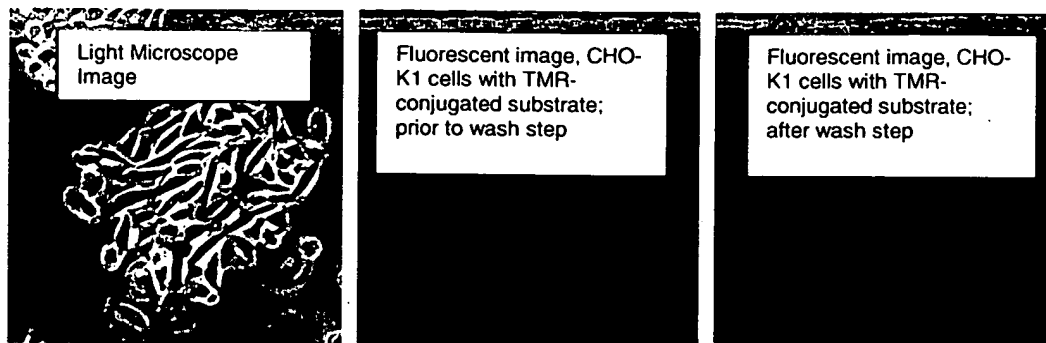 Light Microscope
Image
Fluorescent image, CHO-
K1 cells with TMR-
conjugated substrate;
prior to wash step
Fluorescent image, CHO-
K1 cells with TMR-
conjugated substrate;
after wash step